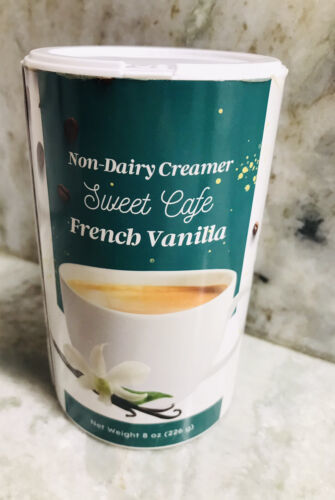 Non-Dairy Creamer
Sweet Cafe
French Vanilla
Net Weight 8 oz (226 g)